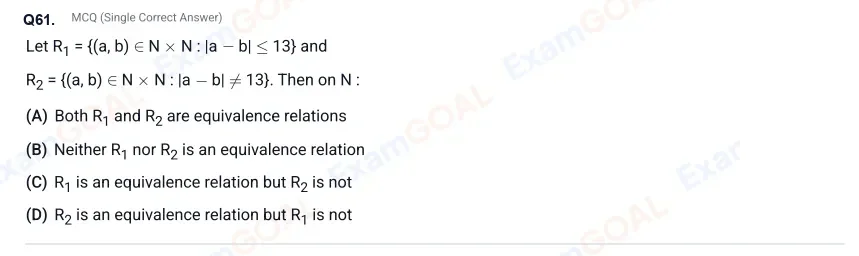 Q61. MCQ (Single Correct Answer)
Let R₁ = {(a, b) ∈ N × N : |a − b| ≤ 13} and
R₂ = {(a, b) ∈ N × N : |a − b| ≠ 13}. Then on N :
(A) Both R₁ and R₂ are equivalence relations
(B) Neither R₁ nor R₂ is an equivalence relation
(C) R₁ is an equivalence relation but R₂ is not
(D) R₂ is an equivalence relation but R₁ is not
ExamGOAL
ExamGOAL